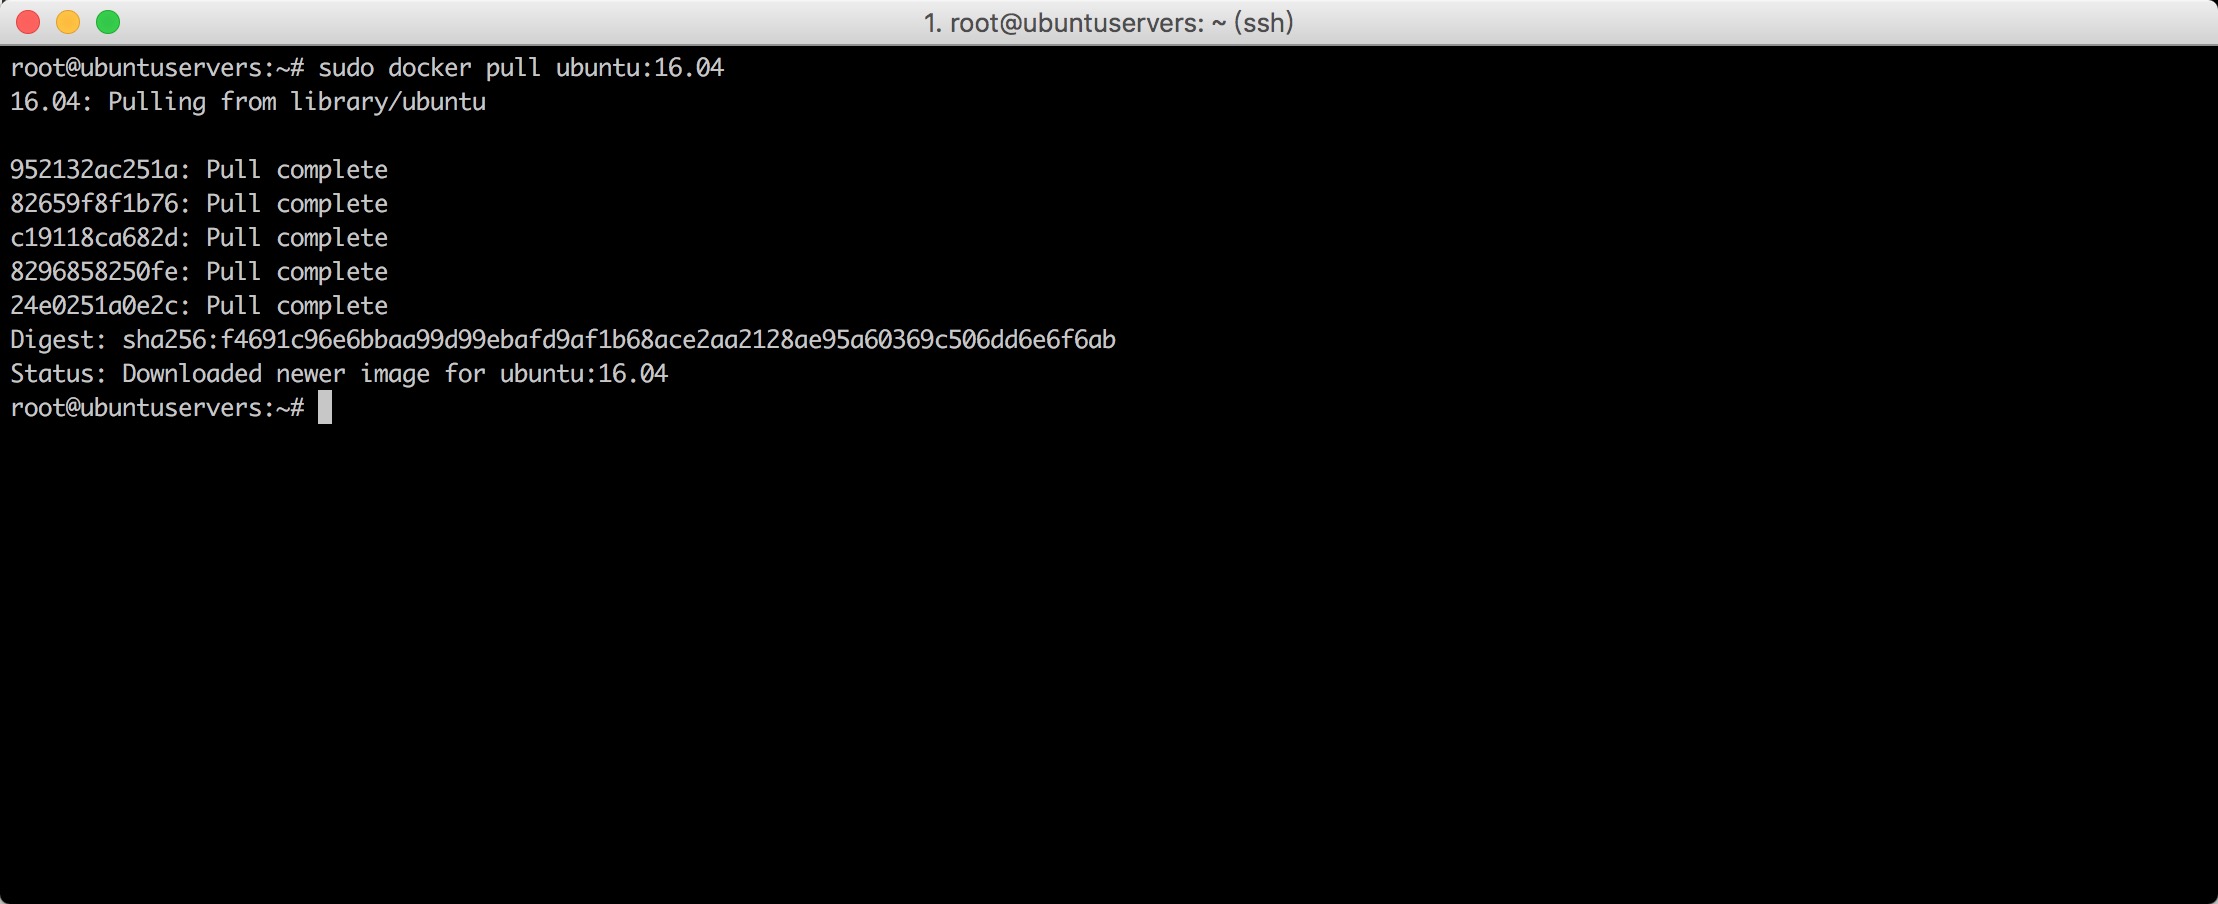 1. root@ubuntuservers: ~ (ssh)
root@ubuntuservers:~# sudo docker pull ubuntu:16.04
16.04: Pulling from library/ubuntu
952132ac251a: Pull complete
82659f8f1b76: Pull complete
c19118ca682d: Pull complete
8296858250fe: Pull complete
24e0251a0e2c: Pull complete
Digest: sha256:f4691c96e6bbaa99d99ebafd9af1b68ace2aa2128ae95a60369c506dd6e6f6ab
Status: Downloaded newer image for ubuntu:16.04
root@ubuntuservers:~#